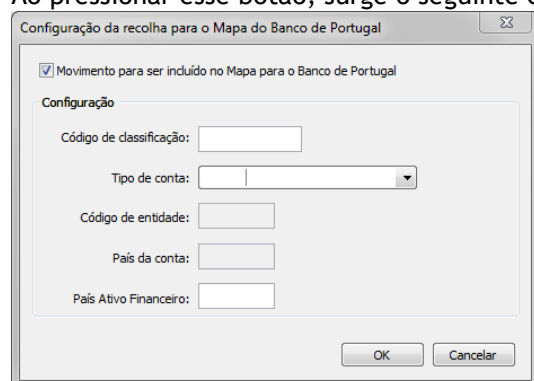 Ao pressionar esse botão, surge o seguinte
Configuração da recolha para o Mapa do Banco de Portugal
Movimento para ser incluído no Mapa para o Banco de Portugal
Configuração
Código de classificação:
Tipo de conta:
Código de entidade:
País da conta:
País Ativo Financeiro:
OK Cancelar